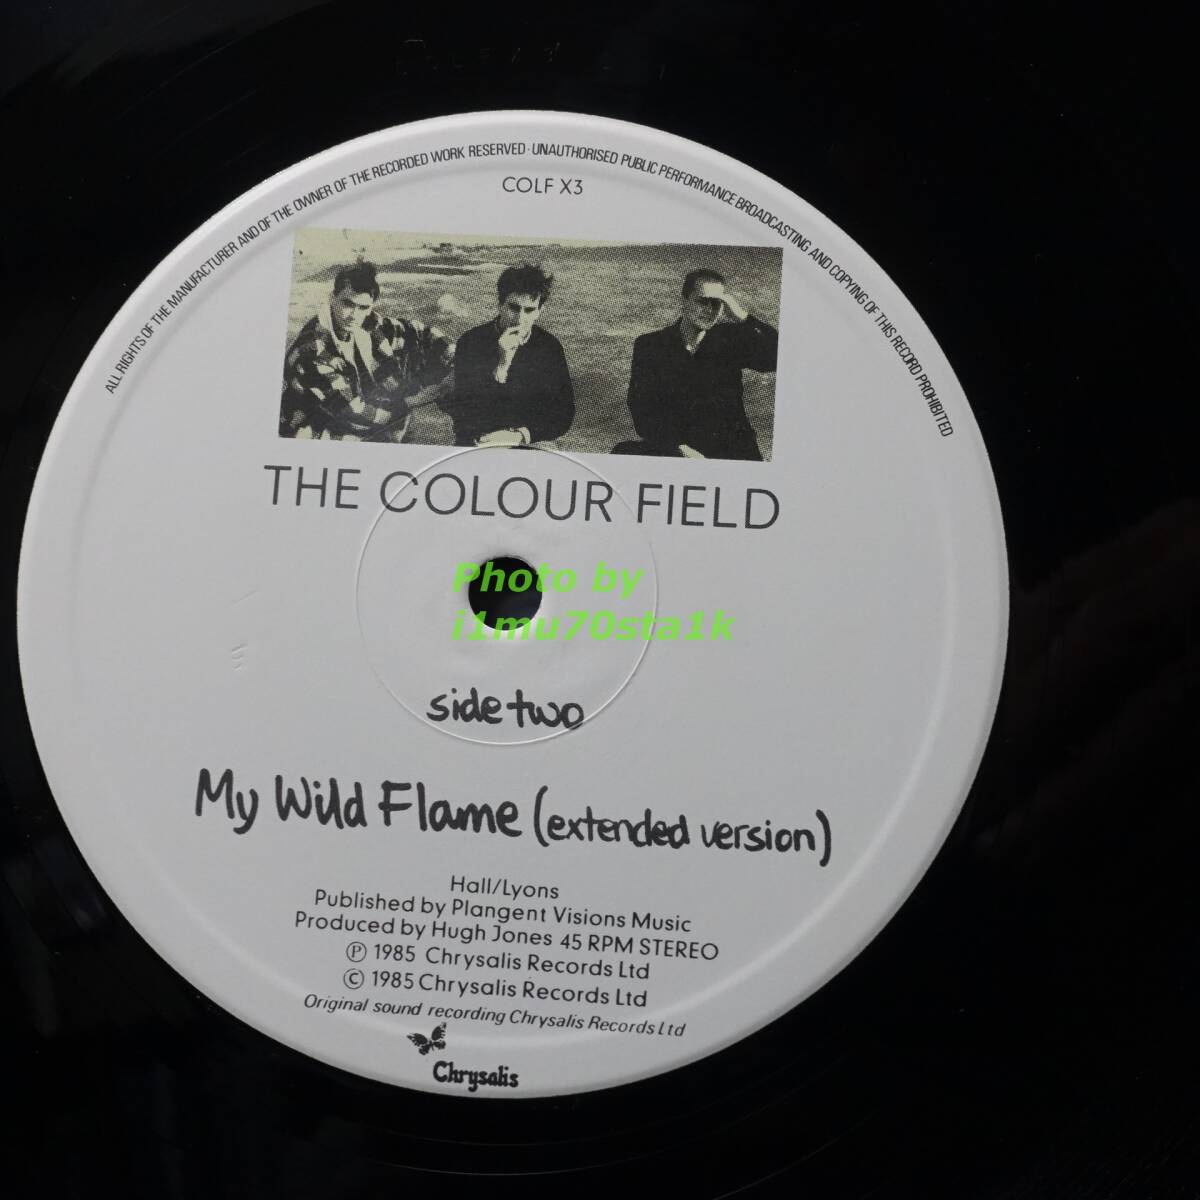 ALL RIGHTS OF THE MANUFACTURER AND OF THE OWNER OF THE RECORDED WORK RESERVED · UNAUTHORISED PUBLIC PERFORMANCE BROADCASTING AND COPYING OF THIS RECORD PROHIBITED
COLF X3
THE COLOUR FIELD
Photo by
i1mu70sta1k
side two
My Wild Flame (extended version)
Hall/Lyons
Published by Plangent Visions Music
Produced by Hugh Jones 45 RPM STEREO
Ⓟ 1985 Chrysalis Records Ltd
© 1985 Chrysalis Records Ltd
Original sound recording Chrysalis Records Ltd
Chrysalis